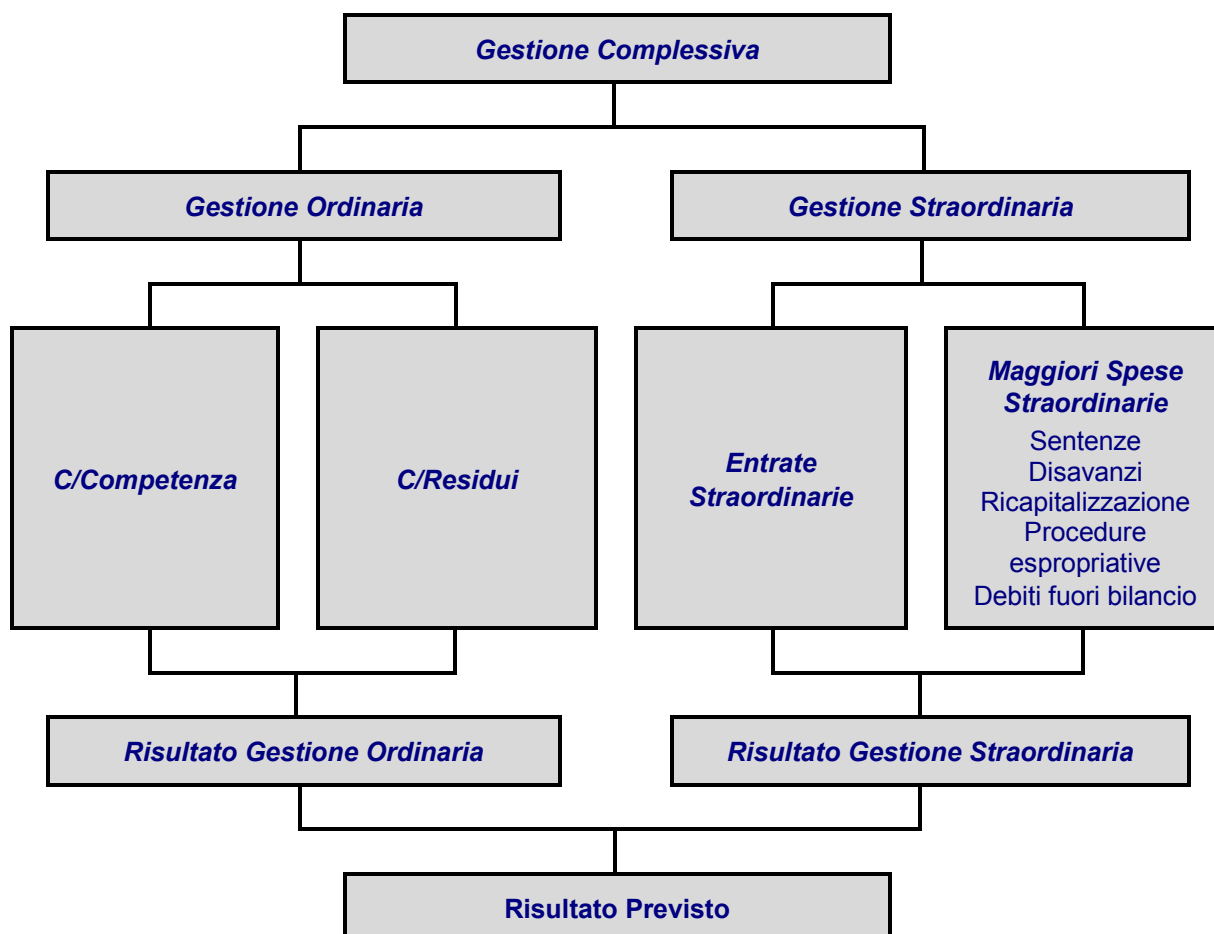 Gestione Complessiva
Gestione Ordinaria
Gestione Straordinaria
C/Competenza
C/Residui
Entrate
Straordinarie
Maggiori Spese
Straordinarie
Sentenze
Disavanzi
Ricapitalizzazione
Procedure
espropriative
Debiti fuori bilancio
Risultato Gestione Ordinaria
Risultato Gestione Straordinaria
Risultato Previsto